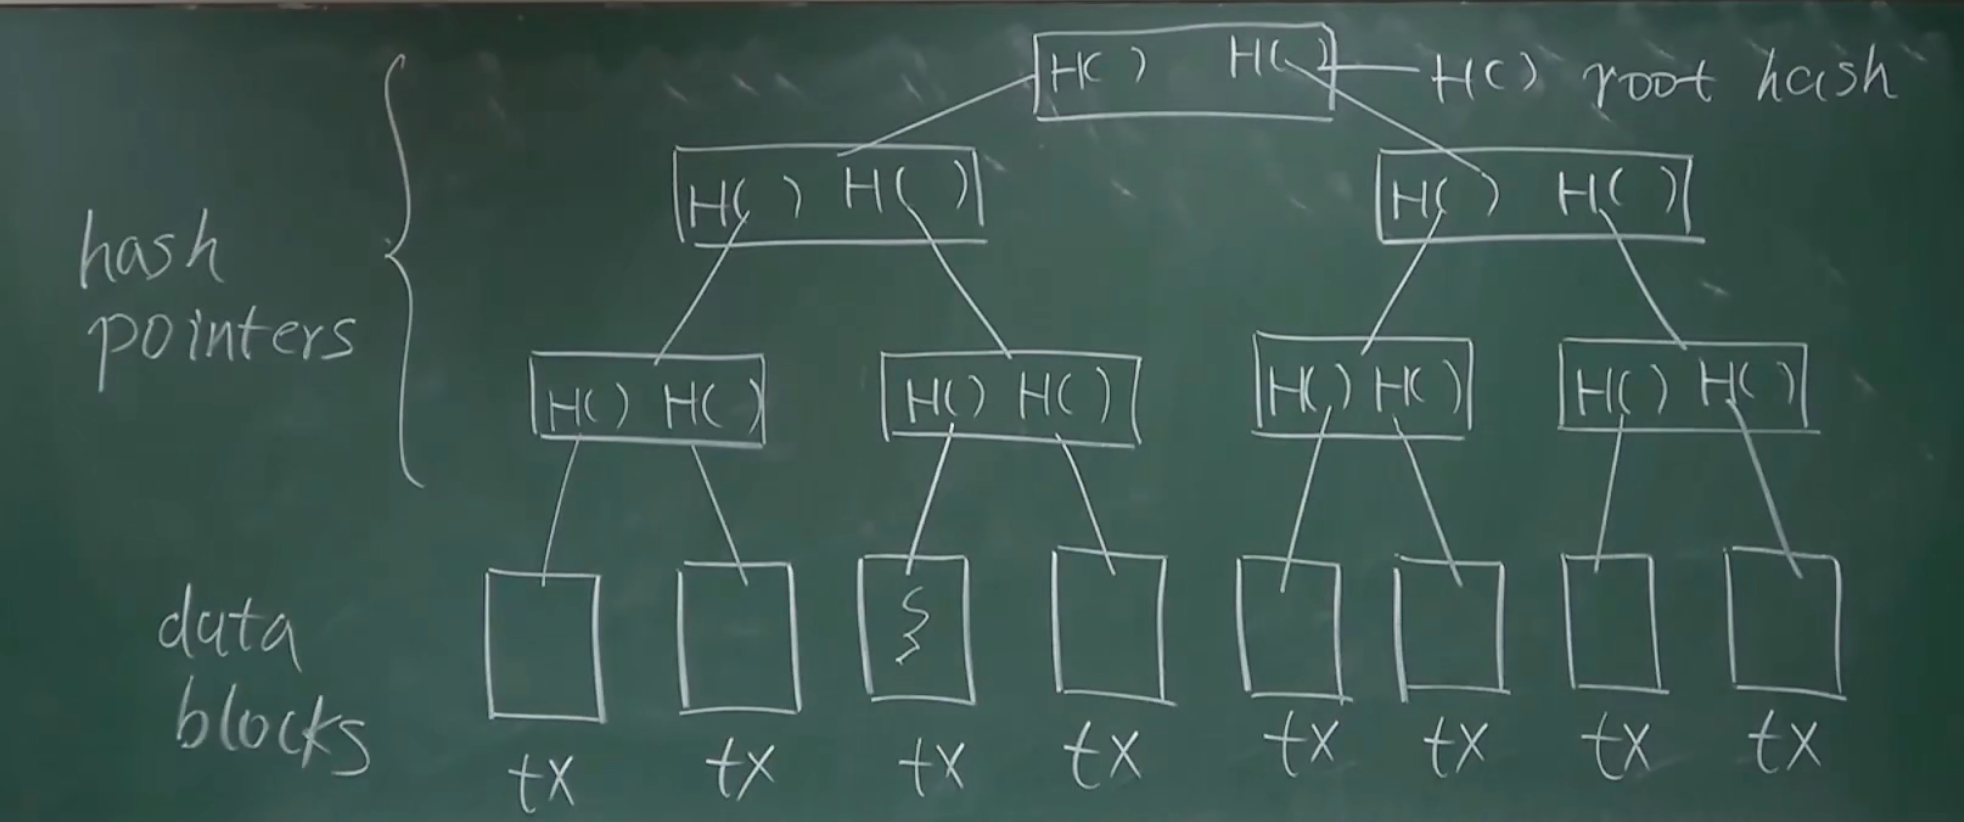 H( ) H( ) H( ) root hash
H( ) H( ) H( ) H( )
hash
pointers
H( ) H( ) H( ) H( ) H( ) H( ) H( ) H( )
data
blocks
tx tx tx tx tx tx tx tx